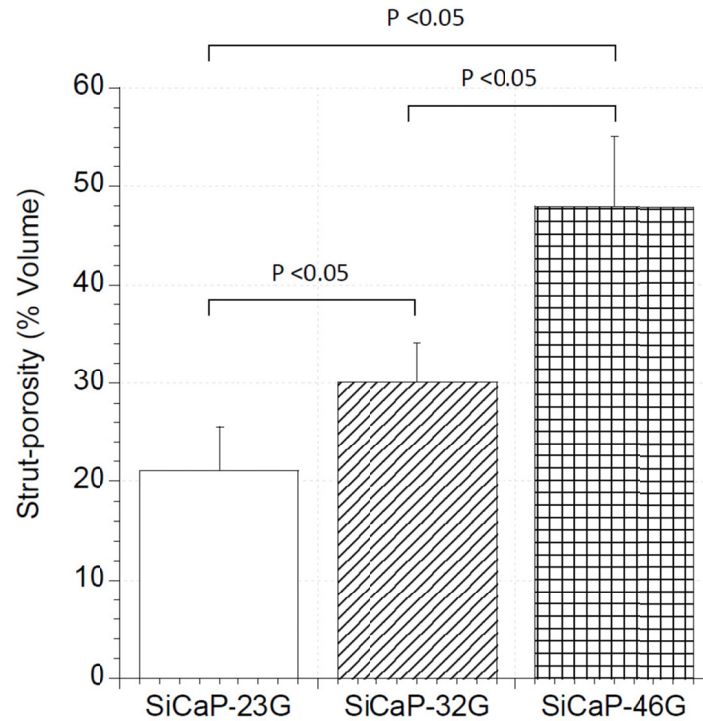 P <0.05
P <0.05
P <0.05
60
50
40
30
20
10
0
Strut-porosity (% Volume)
SiCaP-23G SiCaP-32G SiCaP-46G